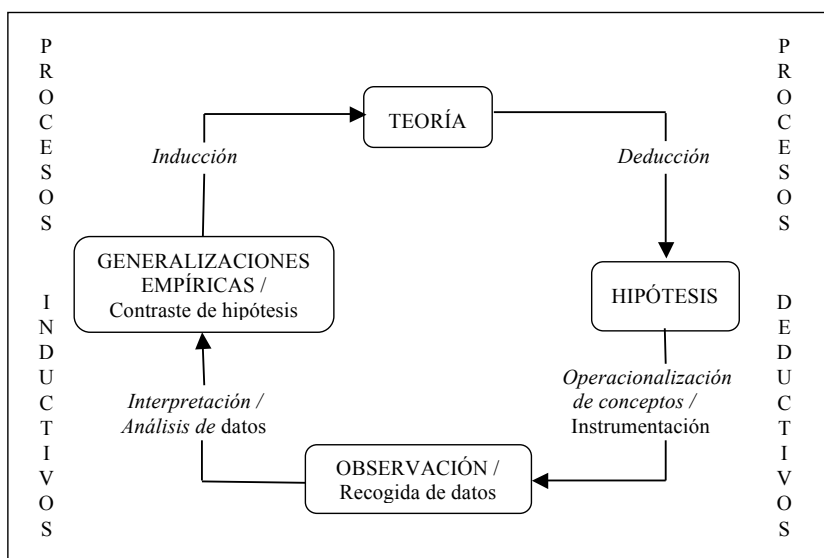 PROCESOS INDUCTIVOS
TEORÍA
Inducción
Deducción
GENERALIZACIONES
EMPÍRICAS /
Contraste de hipótesis
HIPÓTESIS
Interpretación /
Análisis de datos
Operacionalización
de conceptos /
Instrumentación
OBSERVACIÓN /
Recogida de datos
PROCESOS DEDUCTIVOS